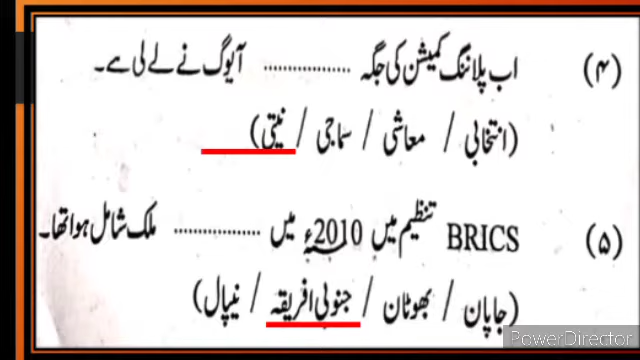 (۴) اب پلاننگ کمیشن کی جگہ ................. آیوگ نے لے لی ہے۔
(انتخابی / معاشی / سماجی / نیتی)
(۵) BRICS تنظیم میں 2010ء میں ................. ملک شامل ہوا تھا۔
(جاپان / بھوٹان / جنوبی افریقہ / نیپال)
PowerDirector